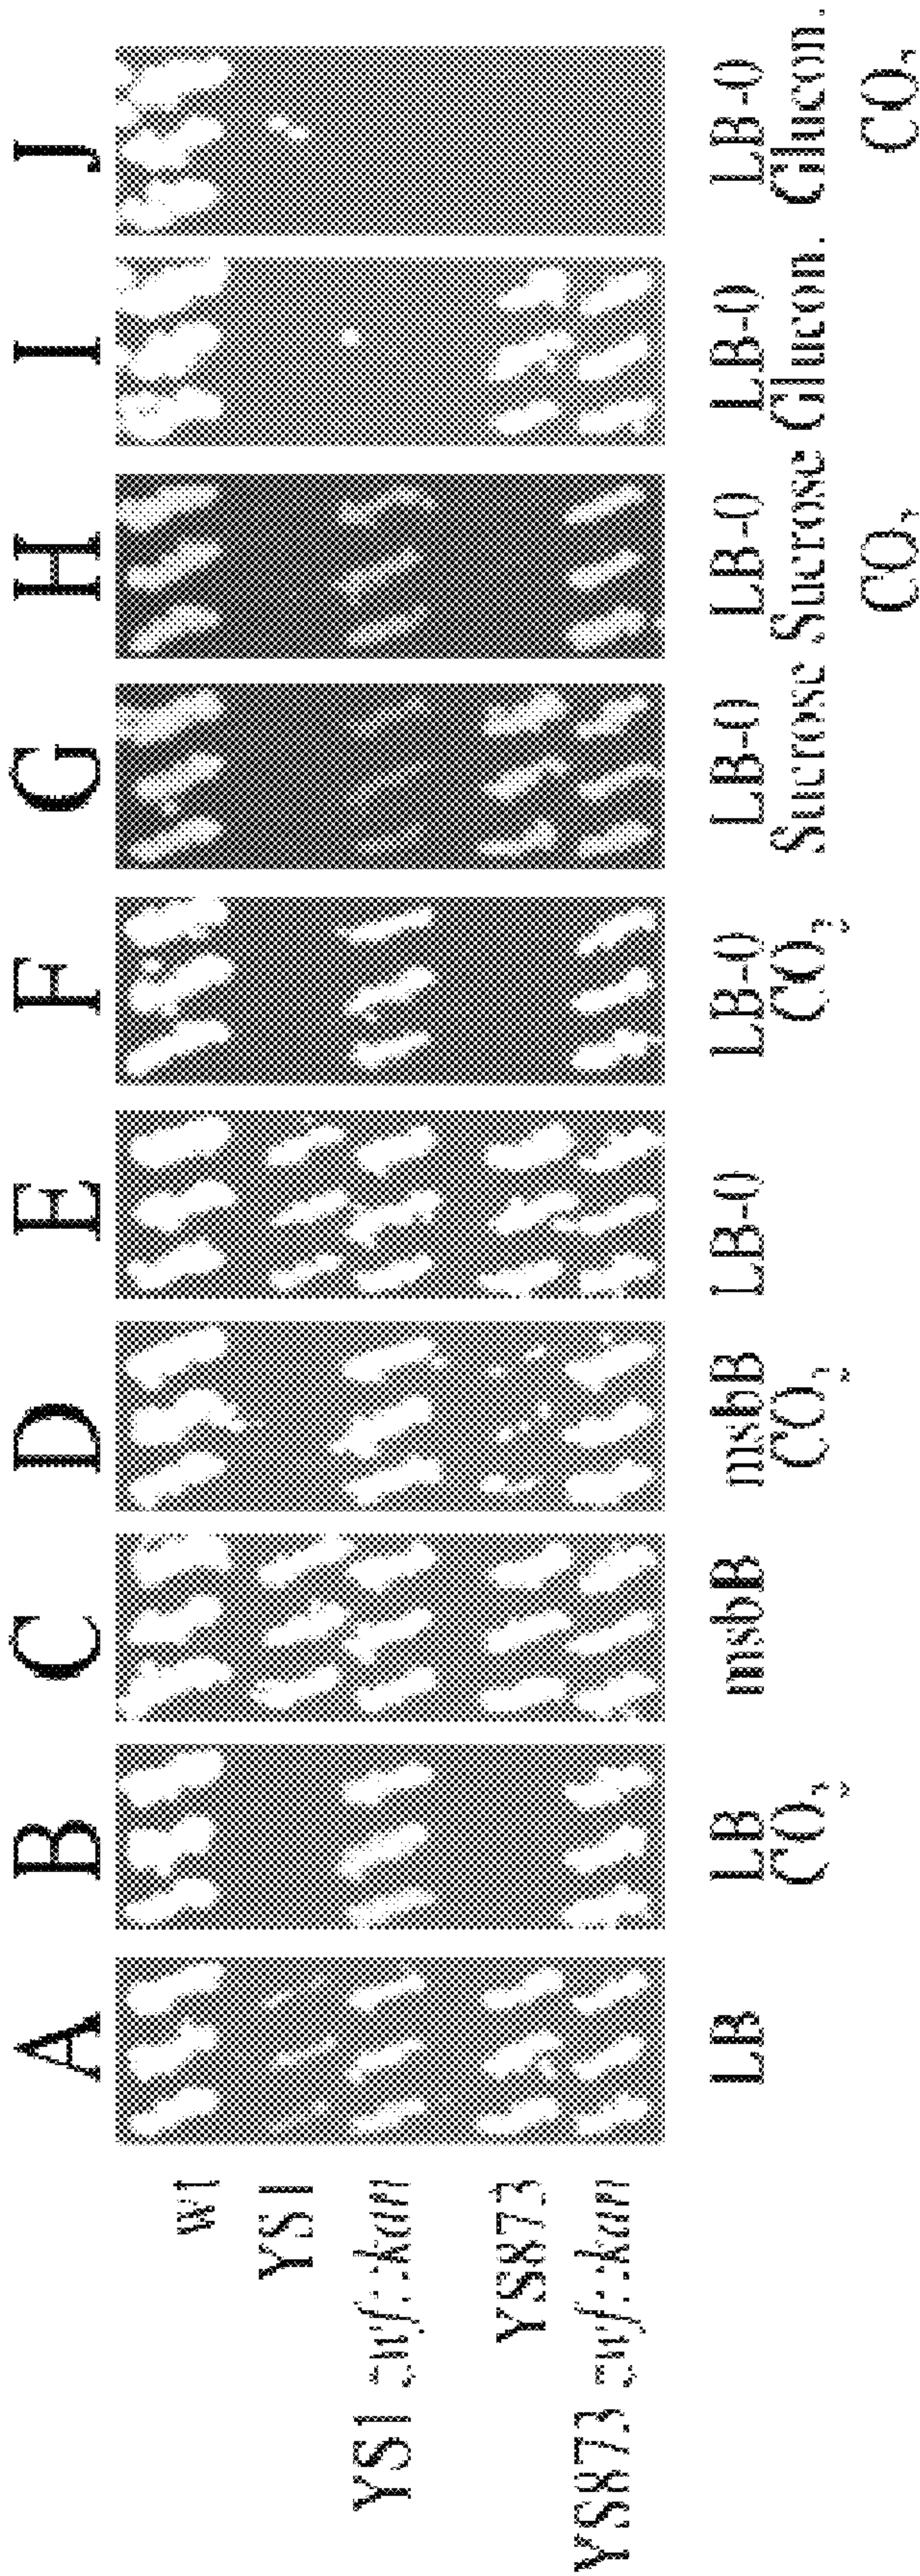 A B C D E F G H I J
wt
YS1
YS1 zwf::kan
YS873
YS873 zwf::kan
LB
LB
CO₂
msbB
msbB
CO₂
LB-0
LB-0
CO₂
LB-0
Sucrose
LB-0
Sucrose
CO₂
LB-0
Glucon.
LB-0
Glucon.
CO₂